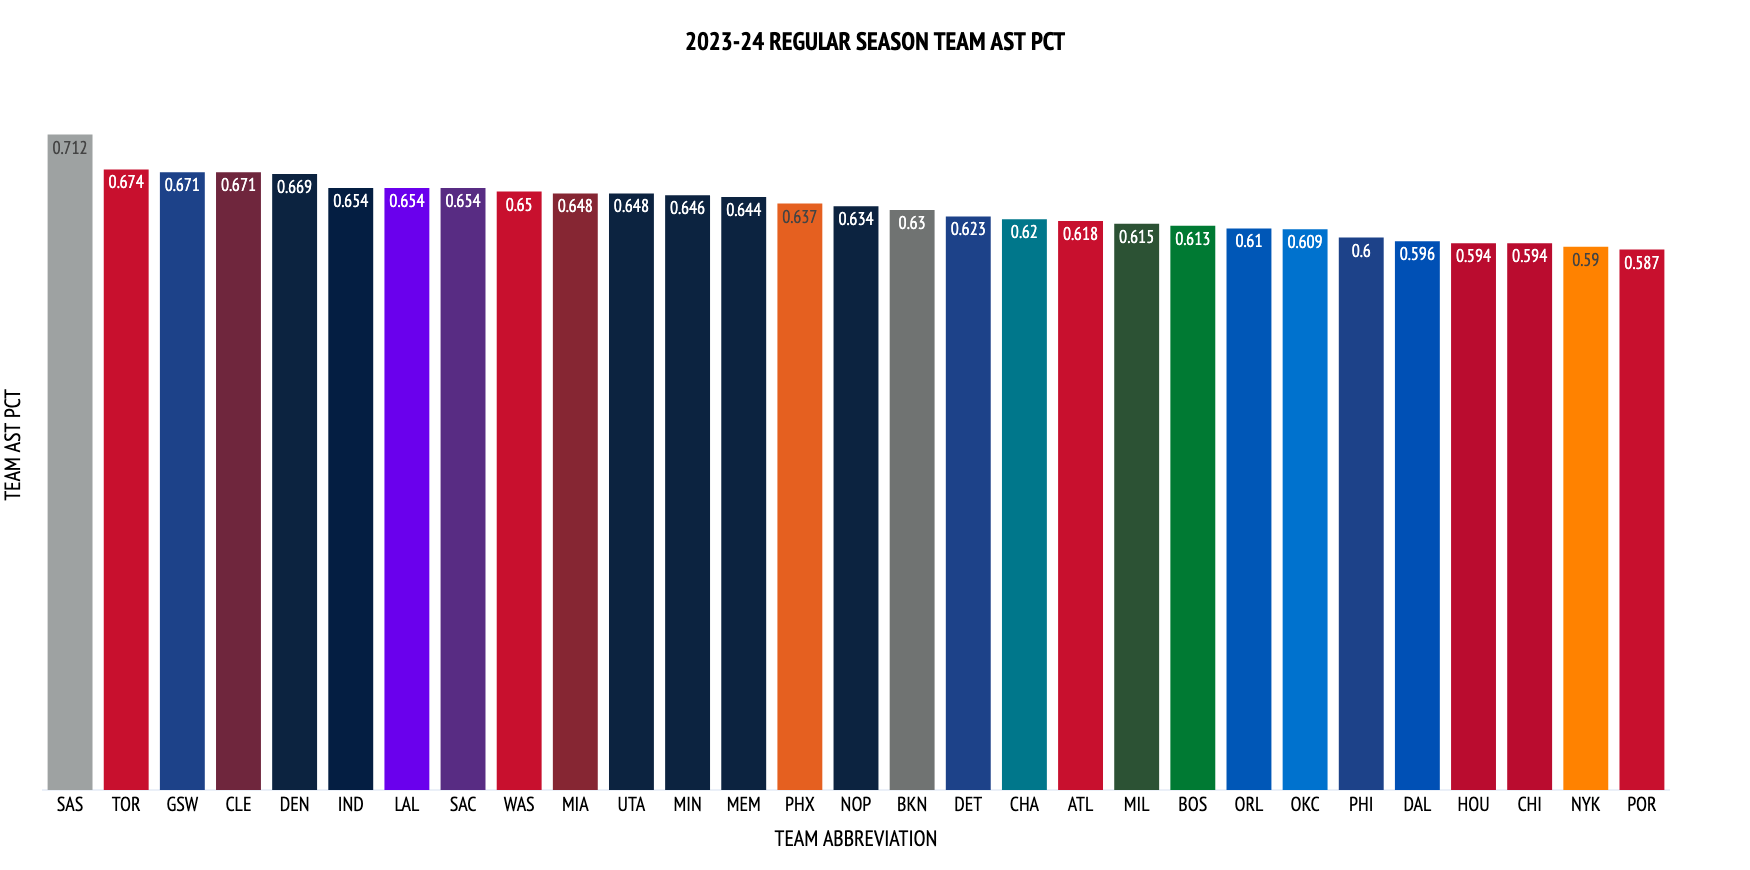 2023-24 REGULAR SEASON TEAM AST PCT
TEAM AST PCT
0.712 0.674 0.671 0.671 0.669 0.654 0.654 0.654 0.65 0.648 0.648 0.646 0.644 0.637 0.634 0.63 0.623 0.62 0.618 0.615 0.613 0.61 0.609 0.6 0.596 0.594 0.594 0.59 0.587
SAS TOR GSW CLE DEN IND LAL SAC WAS MIA UTA MIN MEM PHX NOP BKN DET CHA ATL MIL BOS ORL OKC PHI DAL HOU CHI NYK POR
TEAM ABBREVIATION